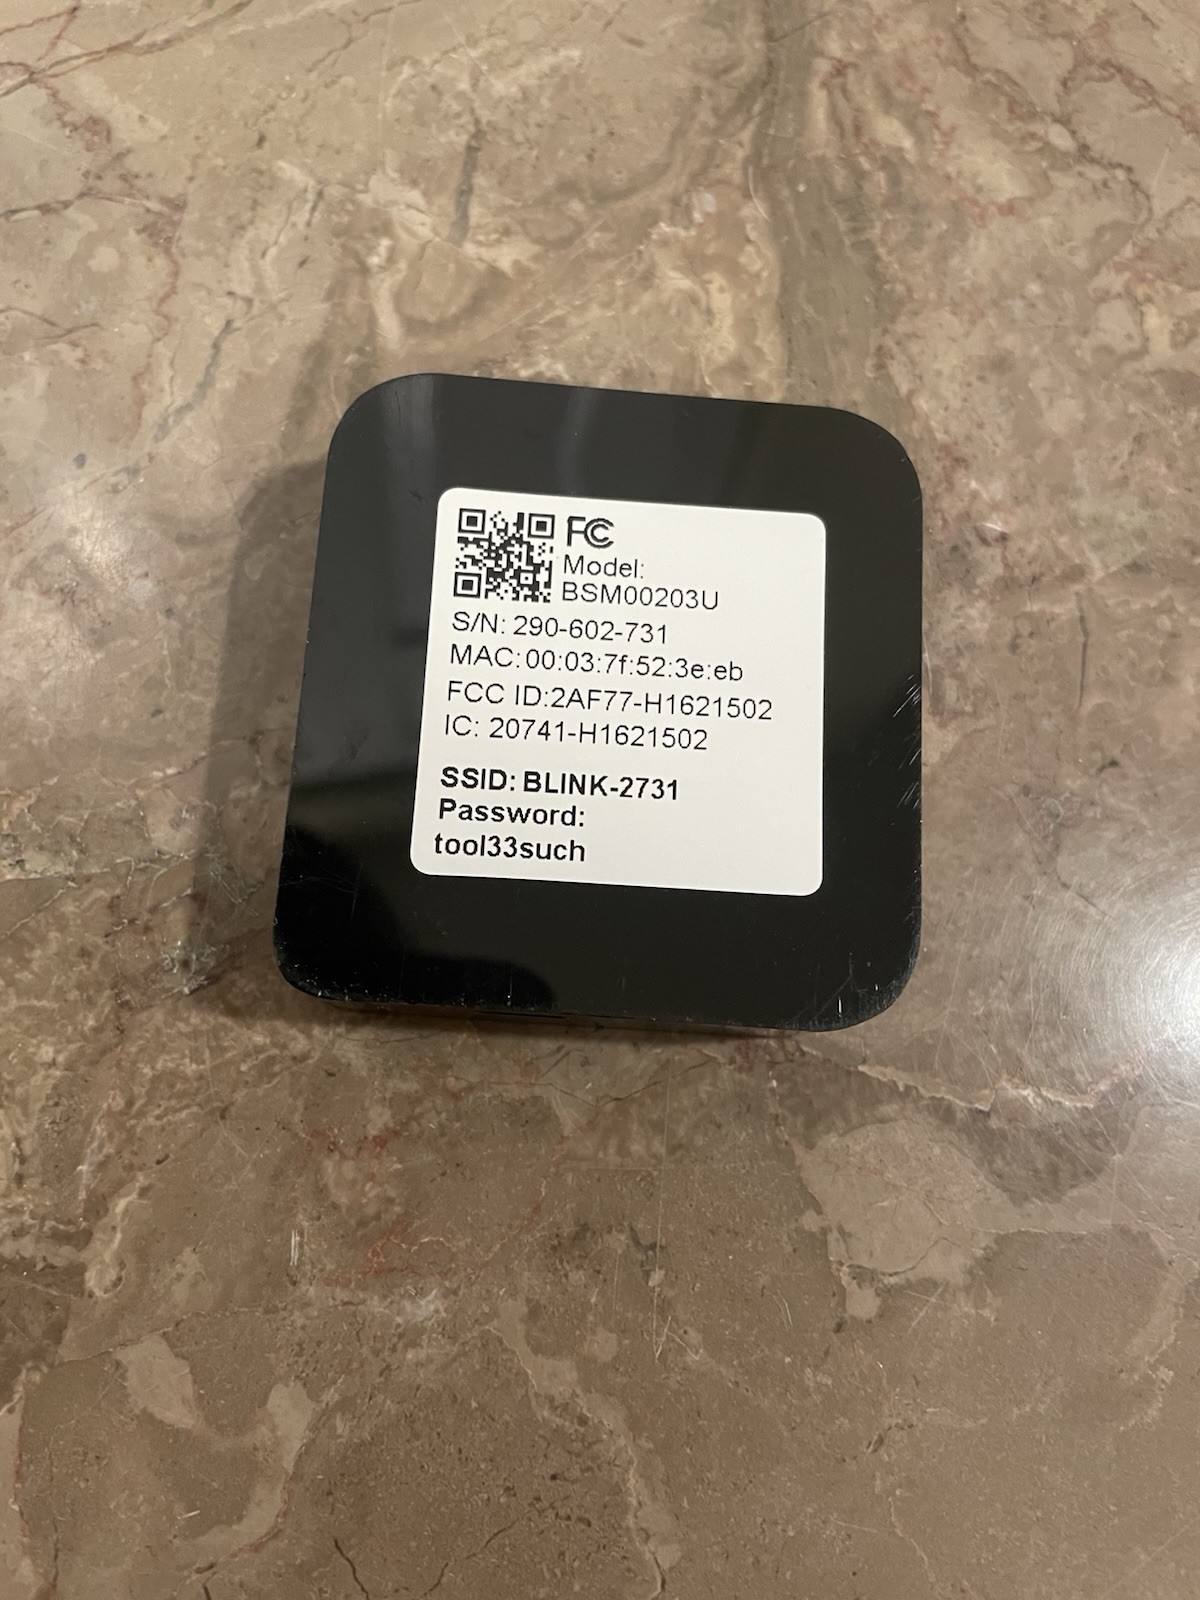 FC
Model:
BSM00203U
S/N: 290-602-731
MAC:00:03:7f:52:3e:eb
FCC ID:2AF77-H1621502
IC: 20741-H1621502
SSID: BLINK-2731
Password:
tool33such